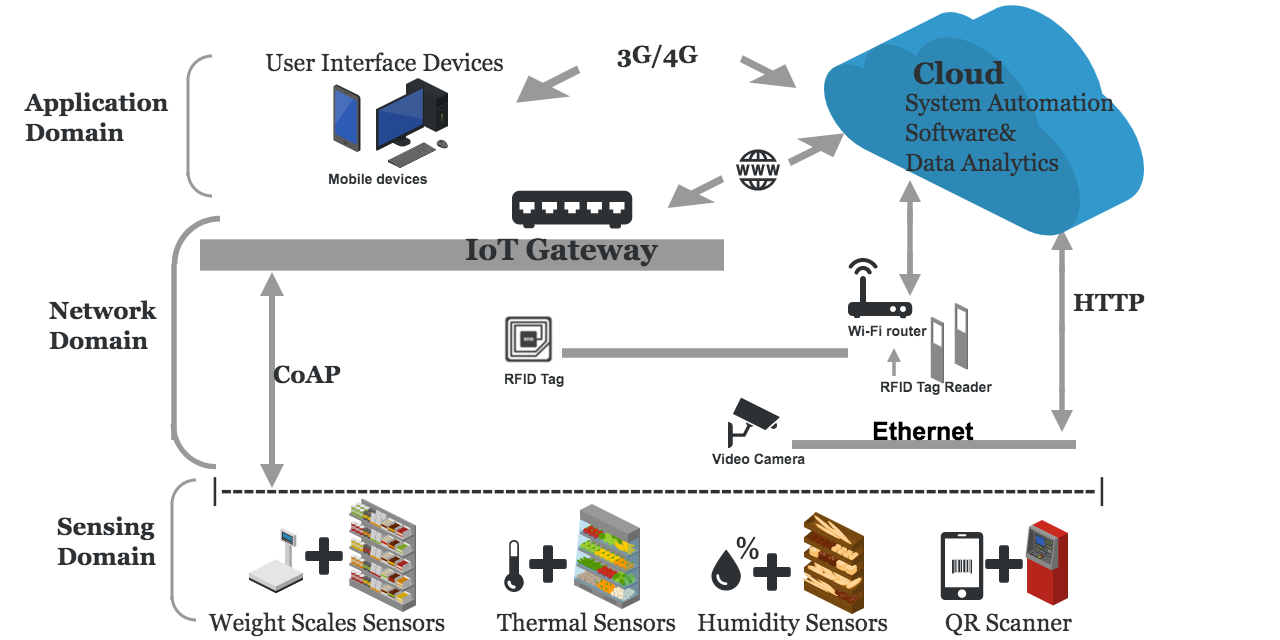 User Interface Devices
3G/4G
Cloud
System Automation
Software&
Data Analytics
Application
Domain
Mobile devices
WWW
IoT Gateway
Network
Domain
HTTP
Wi-Fi router
CoAP
RFID Tag
RFID Tag Reader
Ethernet
Video Camera
Sensing
Domain
%
Weight Scales Sensors
Thermal Sensors
Humidity Sensors
QR Scanner